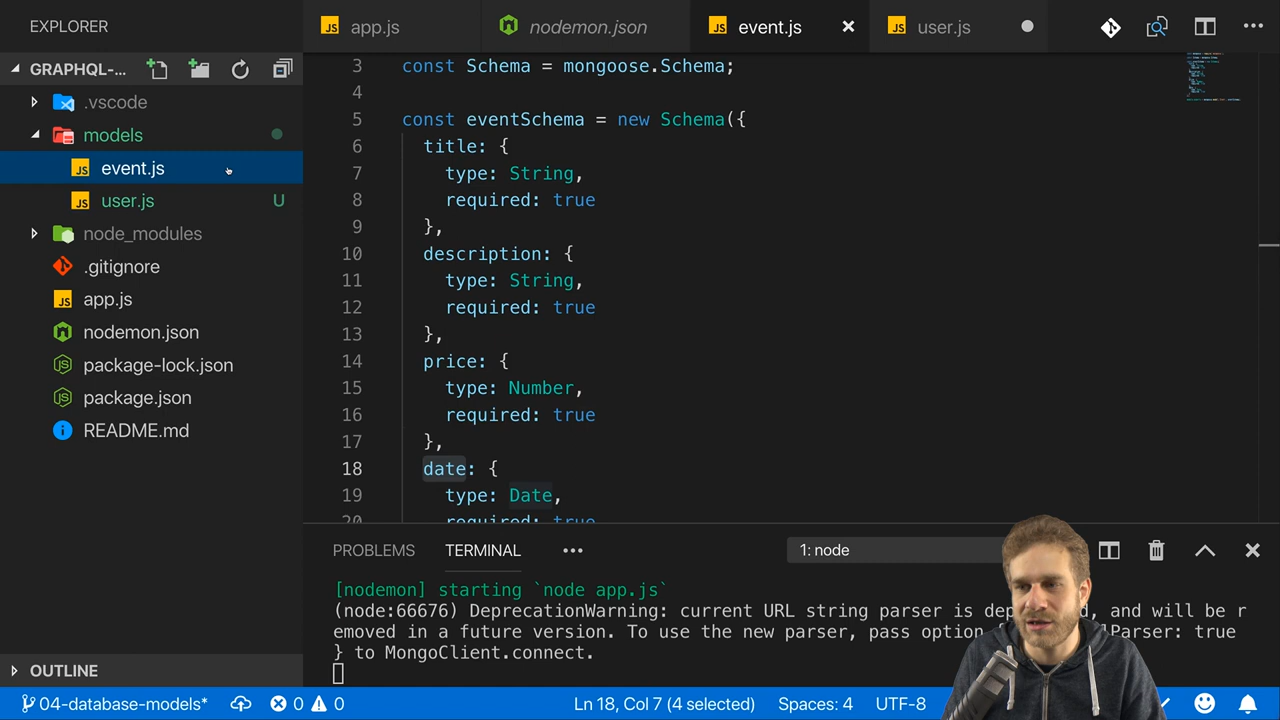 EXPLORER
app.js
nodemon.json
event.js
user.js
GRAPHQL-...
.vscode
models
event.js
user.js
U
node_modules
.gitignore
app.js
nodemon.json
package-lock.json
package.json
README.md
OUTLINE
3 const Schema = mongoose.Schema;
4
5 const eventSchema = new Schema({
6 title: {
7 type: String,
8 required: true
9 },
10 description: {
11 type: String,
12 required: true
13 },
14 price: {
15 type: Number,
16 required: true
17 },
18 date: {
19 type: Date,
20 required: true
PROBLEMS
TERMINAL
1: node
[nodemon] starting `node app.js`
(node:66676) DeprecationWarning: current URL string parser is dep d, and will be r
emoved in a future version. To use the new parser, pass option lParser: true
} to MongoClient.connect.
04-database-models*
0
0
Ln 18, Col 7 (4 selected)
Spaces: 4
UTF-8